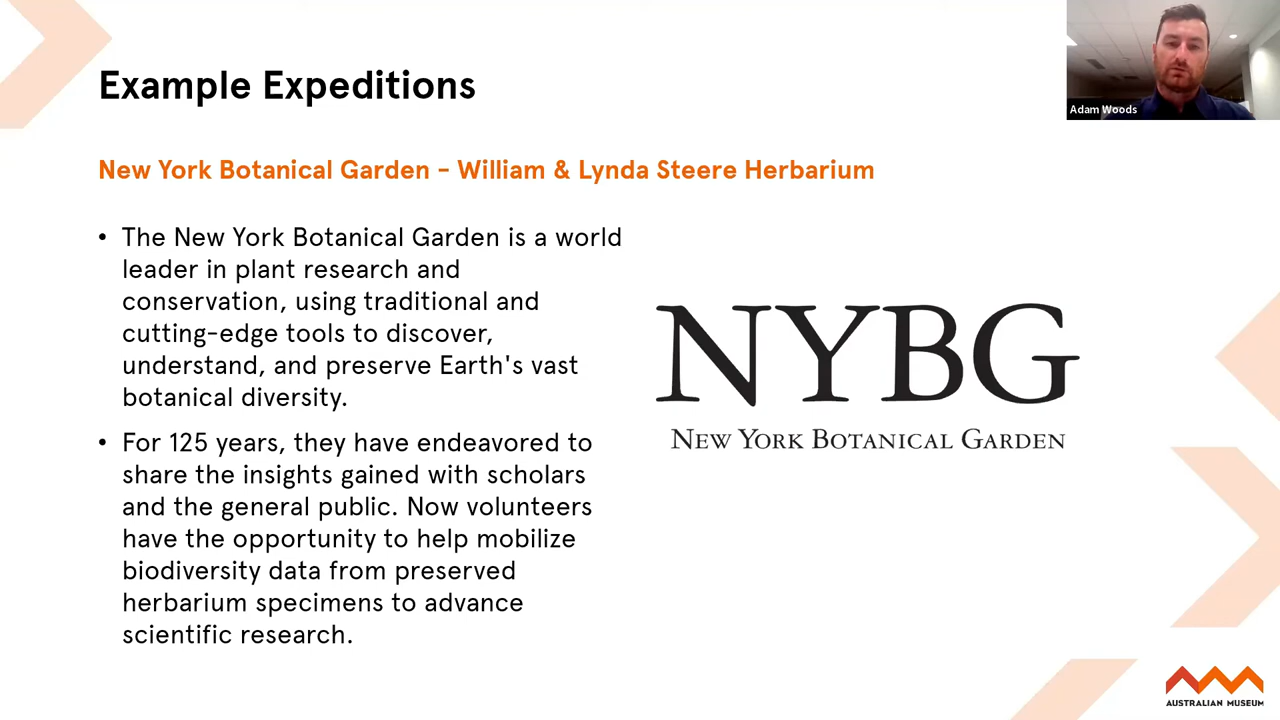 Example Expeditions
Adam Woods
New York Botanical Garden - William & Lynda Steere Herbarium
• The New York Botanical Garden is a world
leader in plant research and
conservation, using traditional and
cutting-edge tools to discover,
understand, and preserve Earth's vast
botanical diversity.
• For 125 years, they have endeavored to
share the insights gained with scholars
and the general public. Now volunteers
have the opportunity to help mobilize
biodiversity data from preserved
herbarium specimens to advance
scientific research.
NYBG
NEW YORK BOTANICAL GARDEN
AUSTRALIAN MUSEUM